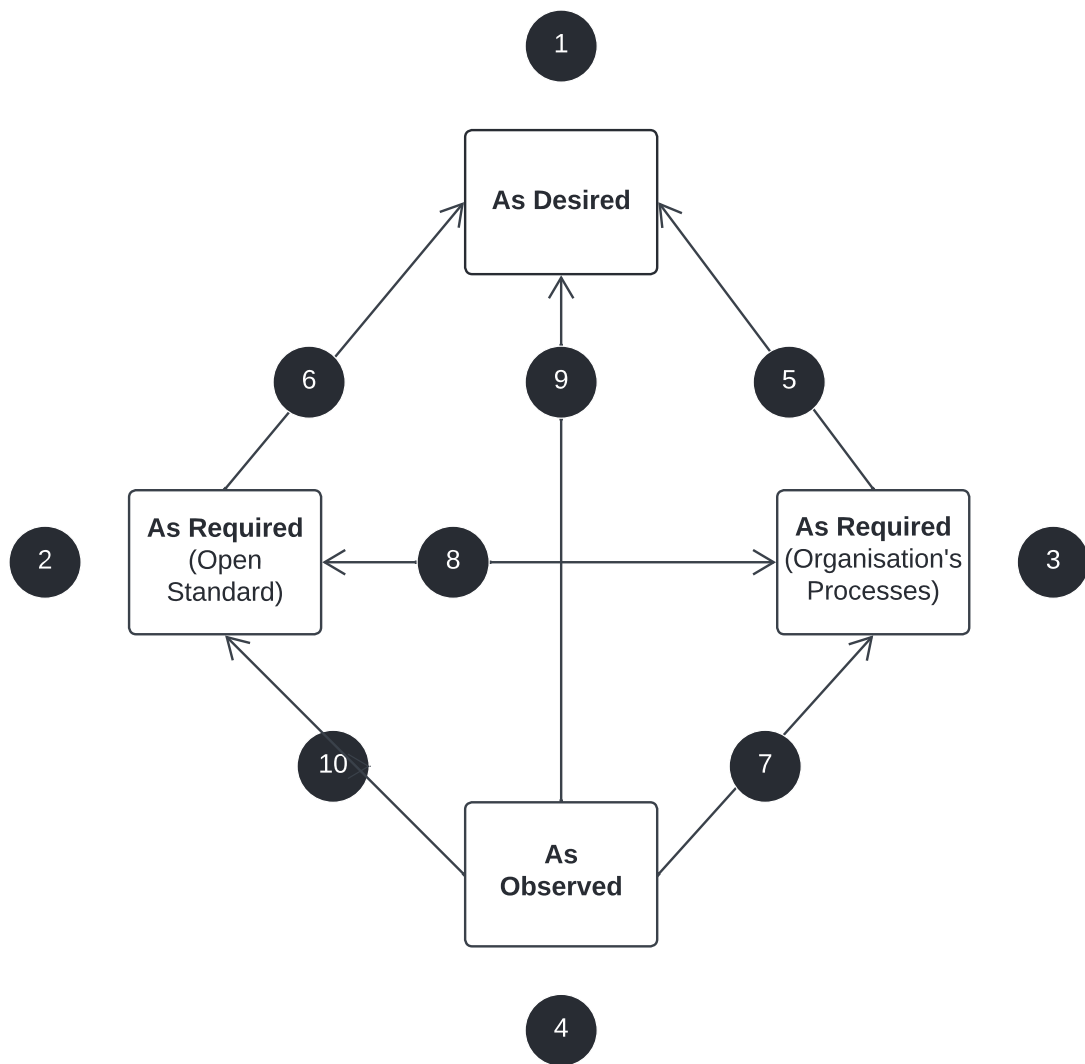 1
As Desired
6
9
5
As Required
(Open
Standard)
As Required
(Organisation's
Processes)
2
8
3
10
7
As
Observed
4